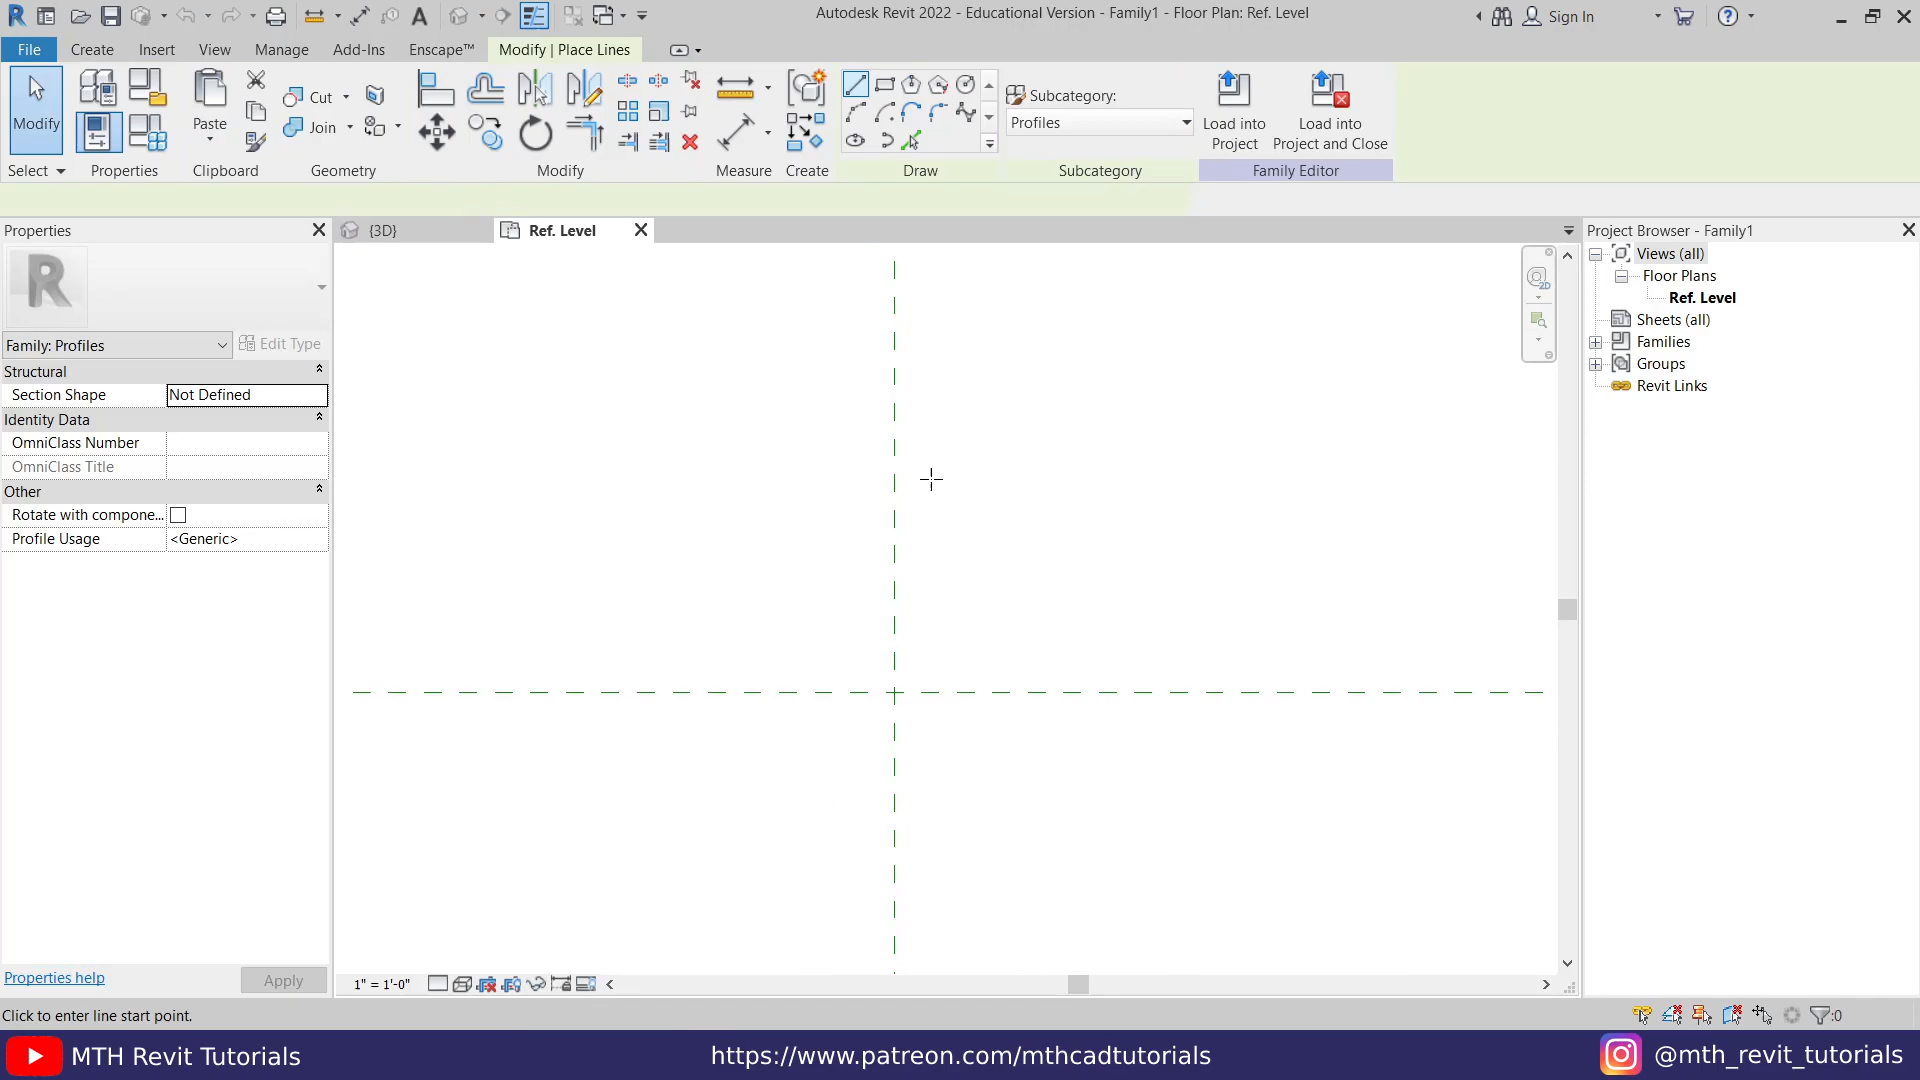 Autodesk Revit 2022 - Educational Version - Family1 - Floor Plan: Ref. Level
Sign In
File
Create
Insert
View
Manage
Add-Ins
Enscape™
Modify | Place Lines
Modify
Paste
Cut
Join
Subcategory:
Profiles
Load into
Project
Load into
Project and Close
Select
Properties
Clipboard
Geometry
Modify
Measure
Create
Draw
Subcategory
Family Editor
Properties
{3D}
Ref. Level
Project Browser - Family1
R
Family: Profiles
Edit Type
Structural
Section Shape
Not Defined
Identity Data
OmniClass Number
OmniClass Title
Other
Rotate with compone...
Profile Usage
<Generic>
Views (all)
Floor Plans
Ref. Level
Sheets (all)
Families
Groups
Revit Links
2D
Properties help
Apply
1" = 1'-0"
Click to enter line start point.
:0
MTH Revit Tutorials
https://www.patreon.com/mthcadtutorials
@mth_revit_tutorials